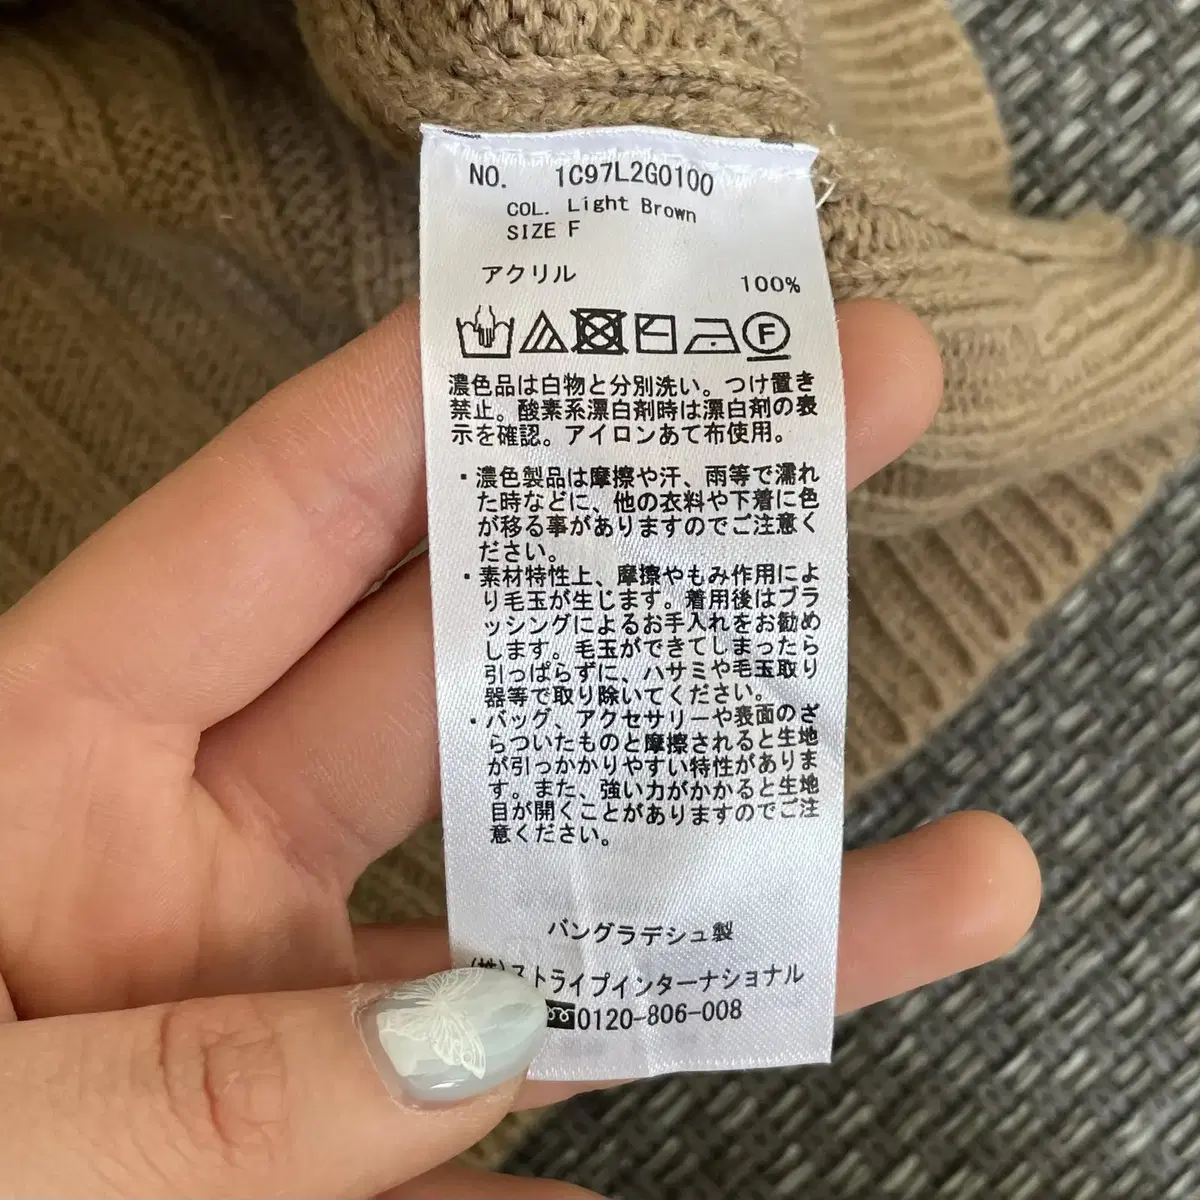 NO. 1C97L2G0100
COL. Light Brown
SIZE F
アクリル 100%
F
濃色品は白物と分別洗い。つけ置き
禁止。酸素系漂白剤時は漂白剤の表
示を確認。アイロンあて布使用。
・濃色製品は摩擦や汗、雨等で濡れ
た時などに、他の衣料や下着に色
が移る事がありますのでご注意く
ださい。
・素材特性上、摩擦やもみ作用によ
り毛玉が生じます。着用後はブラ
ッシングによるお手入れをお勧め
します。毛玉ができてしまったら
引っぱらずに、ハサミや毛玉取り
器等で取り除いてください。
・バッグ、アクセサリーや表面のざ
らついたものと摩擦されると生地
が引っかかりやすい特性がありま
す。また、強い力がかかると生地
目が開くことがありますのでご注
意ください。
バングラデシュ製
(株)ストライプインターナショナル
0120-806-008